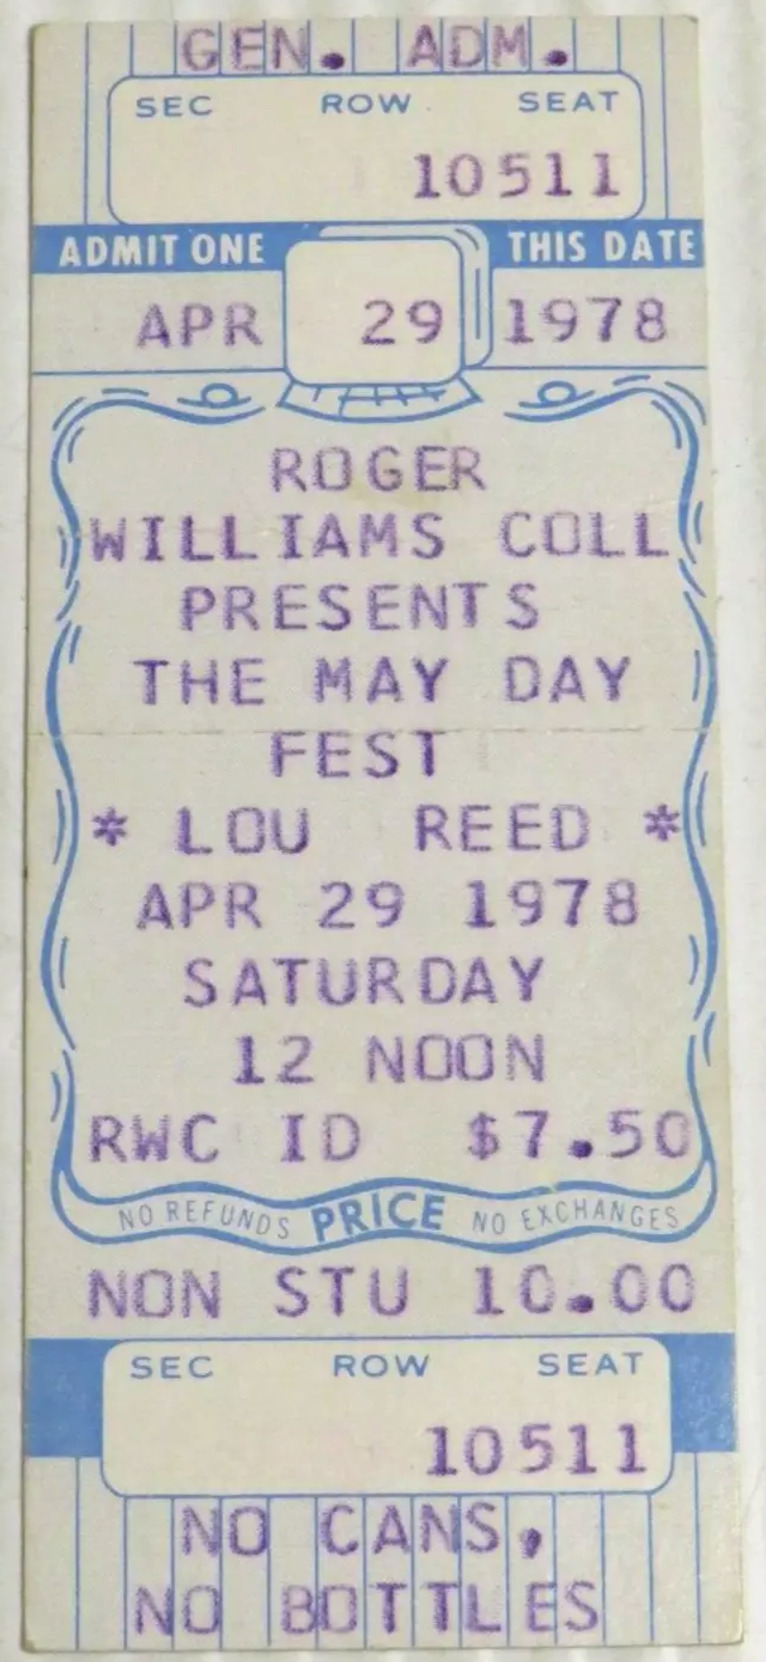 GEN. ADM.
SEC ROW SEAT
10511
ADMIT ONE THIS DATE
APR 29 1978
ROGER
WILLIAMS COLL
PRESENTS
THE MAY DAY
FEST
* LOU REED *
APR 29 1978
SATURDAY
12 NOON
RWC ID $7.50
NO REFUNDS PRICE NO EXCHANGES
NON STU 10.00
SEC ROW SEAT
10511
NO CANS,
NO BOTTLES